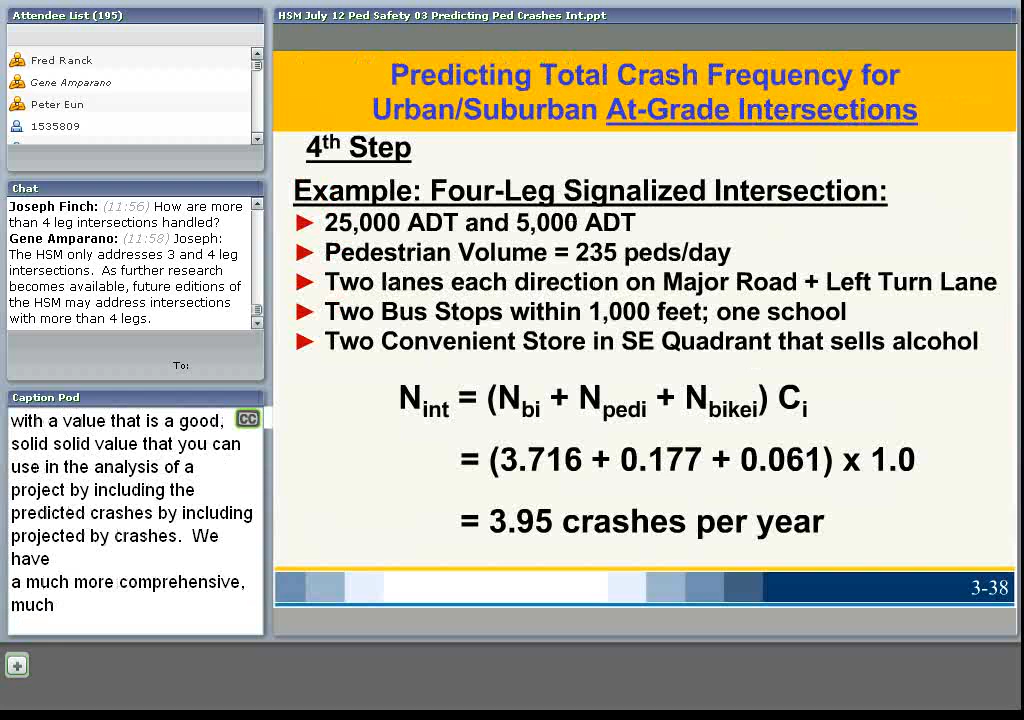 Attendee List (195)
Fred Ranck
Gene Amparano
Peter Eun
1535809
Chat
Joseph Finch: (11:56) How are more
than 4 leg intersections handled?
Gene Amparano: (11:58) Joseph:
The HSM only addresses 3 and 4 leg
intersections. As further research
becomes available, future editions of
the HSM may address intersections
with more than 4 legs.
To:
Caption Pod
with a value that is a good,
CC
solid solid value that you can
use in the analysis of a
project by including the
predicted crashes by including
projected by crashes. We
have
a much more comprehensive,
much
HSM July 12 Ped Safety 03 Predicting Ped Crashes Int.ppt
Predicting Total Crash Frequency for
Urban/Suburban At-Grade Intersections
4th Step
Example: Four-Leg Signalized Intersection:
► 25,000 ADT and 5,000 ADT
► Pedestrian Volume = 235 peds/day
► Two lanes each direction on Major Road + Left Turn Lane
► Two Bus Stops within 1,000 feet; one school
► Two Convenient Store in SE Quadrant that sells alcohol
Nint = (Nbi + Npedi + Nbikei) Ci
= (3.716 + 0.177 + 0.061) x 1.0
= 3.95 crashes per year
3-38